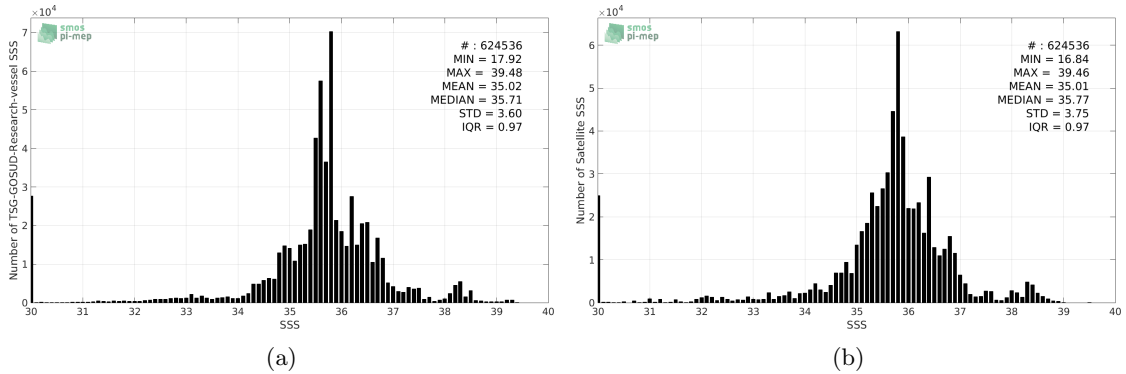 ×10⁴
smos
pi-mep
# : 624536
MIN = 17.92
MAX = 39.48
MEAN = 35.02
MEDIAN = 35.71
STD = 3.60
IQR = 0.97
Number of TSG-GOSUD-Research-vessel SSS
7
6
5
4
3
2
1
0
30 31 32 33 34 35 36 37 38 39 40
SSS
(a)
×10⁴
smos
pi-mep
# : 624536
MIN = 16.84
MAX = 39.46
MEAN = 35.01
MEDIAN = 35.77
STD = 3.75
IQR = 0.97
Number of Satellite SSS
6
5
4
3
2
1
0
30 31 32 33 34 35 36 37 38 39 40
SSS
(b)